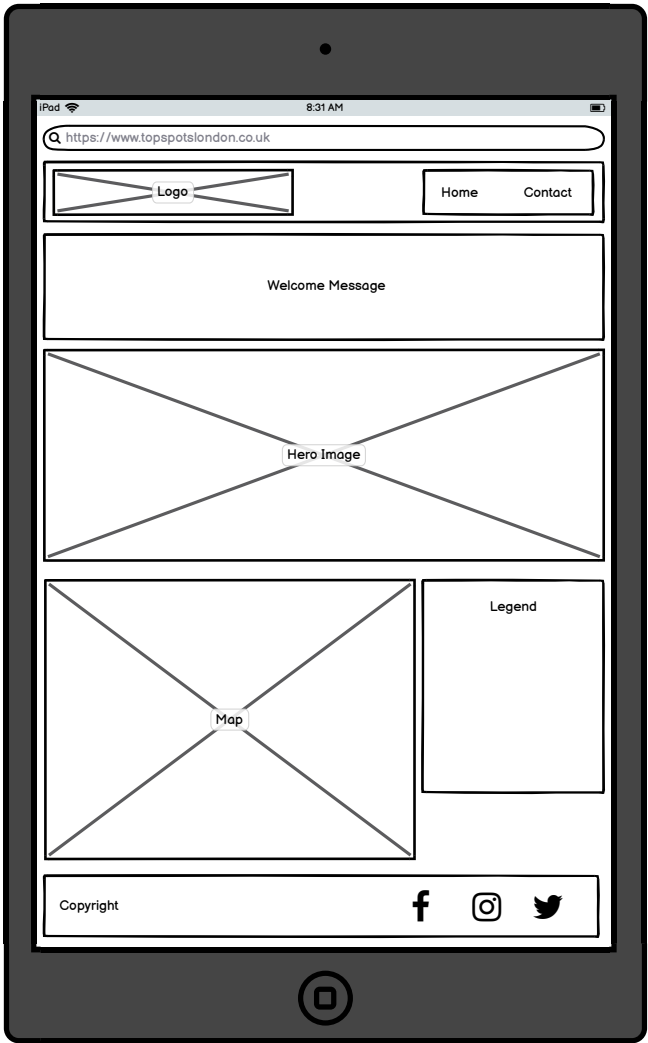 iPad 8:31 AM
https://www.topspotslondon.co.uk
Logo Home Contact
Welcome Message
Hero Image
Legend
Map
Copyright